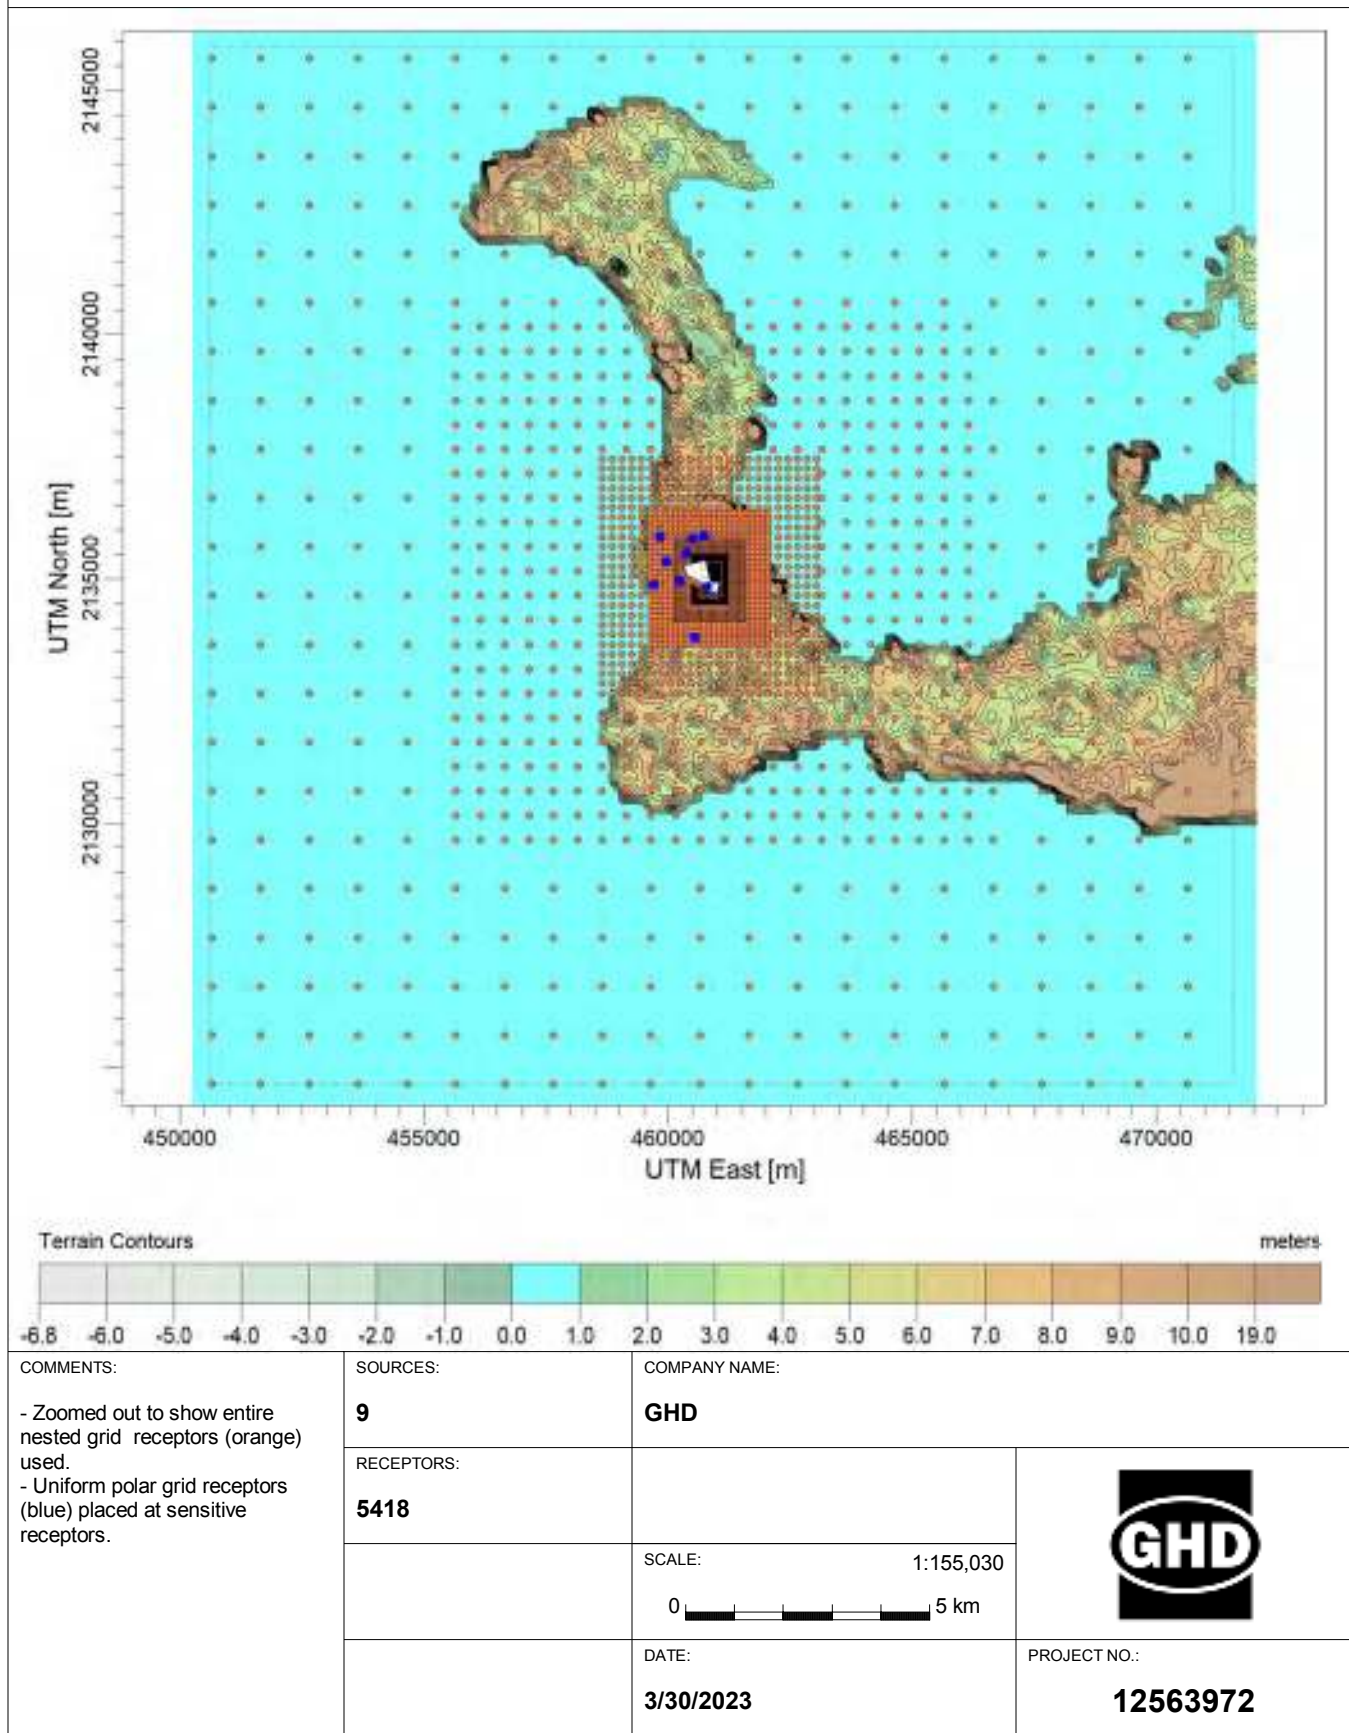 2145000
2140000
2135000
2130000
UTM North [m]
450000 455000 460000 465000 470000
UTM East [m]
Terrain Contours meters
-6.8 -6.0 -5.0 -4.0 -3.0 -2.0 -1.0 0.0 1.0 2.0 3.0 4.0 5.0 6.0 7.0 8.0 9.0 10.0 19.0
COMMENTS:
- Zoomed out to show entire
nested grid receptors (orange)
used.
- Uniform polar grid receptors
(blue) placed at sensitive
receptors.
SOURCES:
9
COMPANY NAME:
GHD
RECEPTORS:
5418
SCALE: 1:155,030
0 5 km
GHD
DATE:
3/30/2023
PROJECT NO.:
12563972